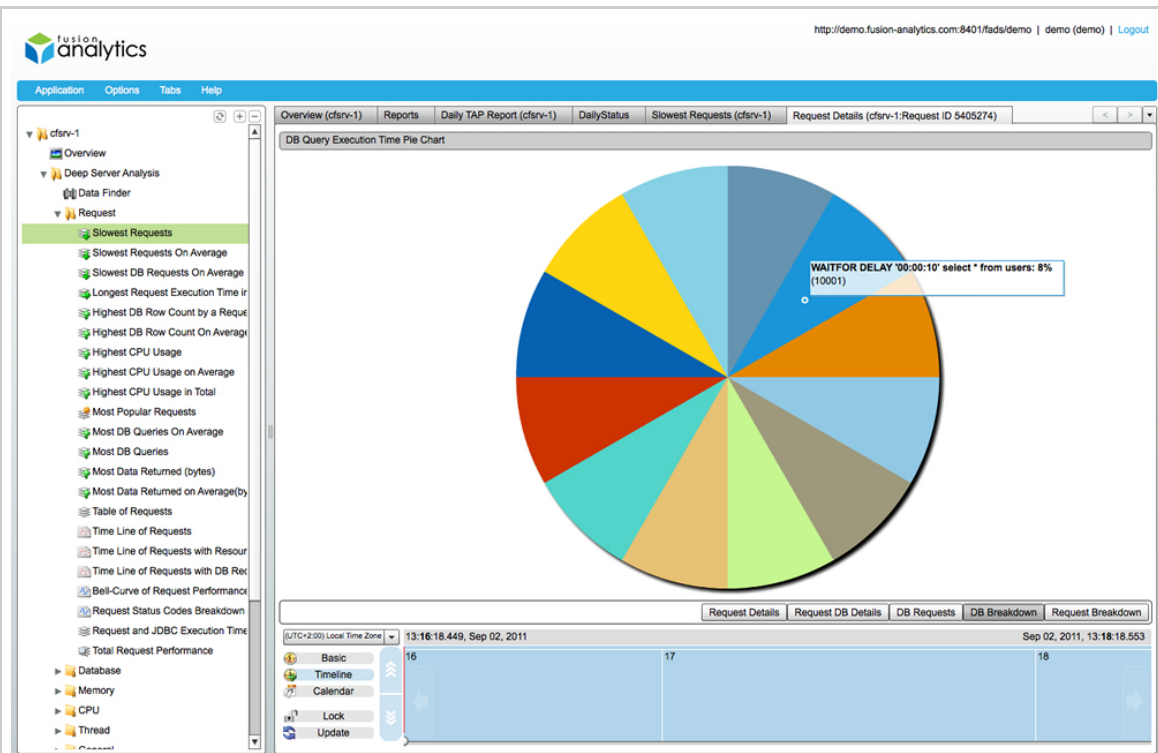 http://demo.fusion-analytics.com:8401/fads/demo | demo (demo) | Logout
fusion
analytics
Application Options Tabs Help
cfsrv-1
Overview
Deep Server Analysis
Data Finder
Request
Slowest Requests
Slowest Requests On Average
Slowest DB Requests On Average
Longest Request Execution Time in
Highest DB Row Count by a Reque
Highest DB Row Count On Average
Highest CPU Usage
Highest CPU Usage on Average
Highest CPU Usage in Total
Most Popular Requests
Most DB Queries On Average
Most DB Queries
Most Data Returned (bytes)
Most Data Returned on Average(by
Table of Requests
Time Line of Requests
Time Line of Requests with Resour
Time Line of Requests with DB Rec
Bell-Curve of Request Performance
Request Status Codes Breakdown
Request and JDBC Execution Time
Total Request Performance
Database
Memory
CPU
Thread
General
Overview (cfsrv-1) Reports Daily TAP Report (cfsrv-1) DailyStatus Slowest Requests (cfsrv-1) Request Details (cfsrv-1:Request ID 5405274)
DB Query Execution Time Pie Chart
WAITFOR DELAY '00:00:10' select * from users: 8%
(10001)
Request Details Request DB Details DB Requests DB Breakdown Request Breakdown
(UTC+2:00) Local Time Zone 13:16:18.449, Sep 02, 2011 Sep 02, 2011, 13:18:18.553
Basic
Timeline
Calendar
Lock
Update
16 17 18